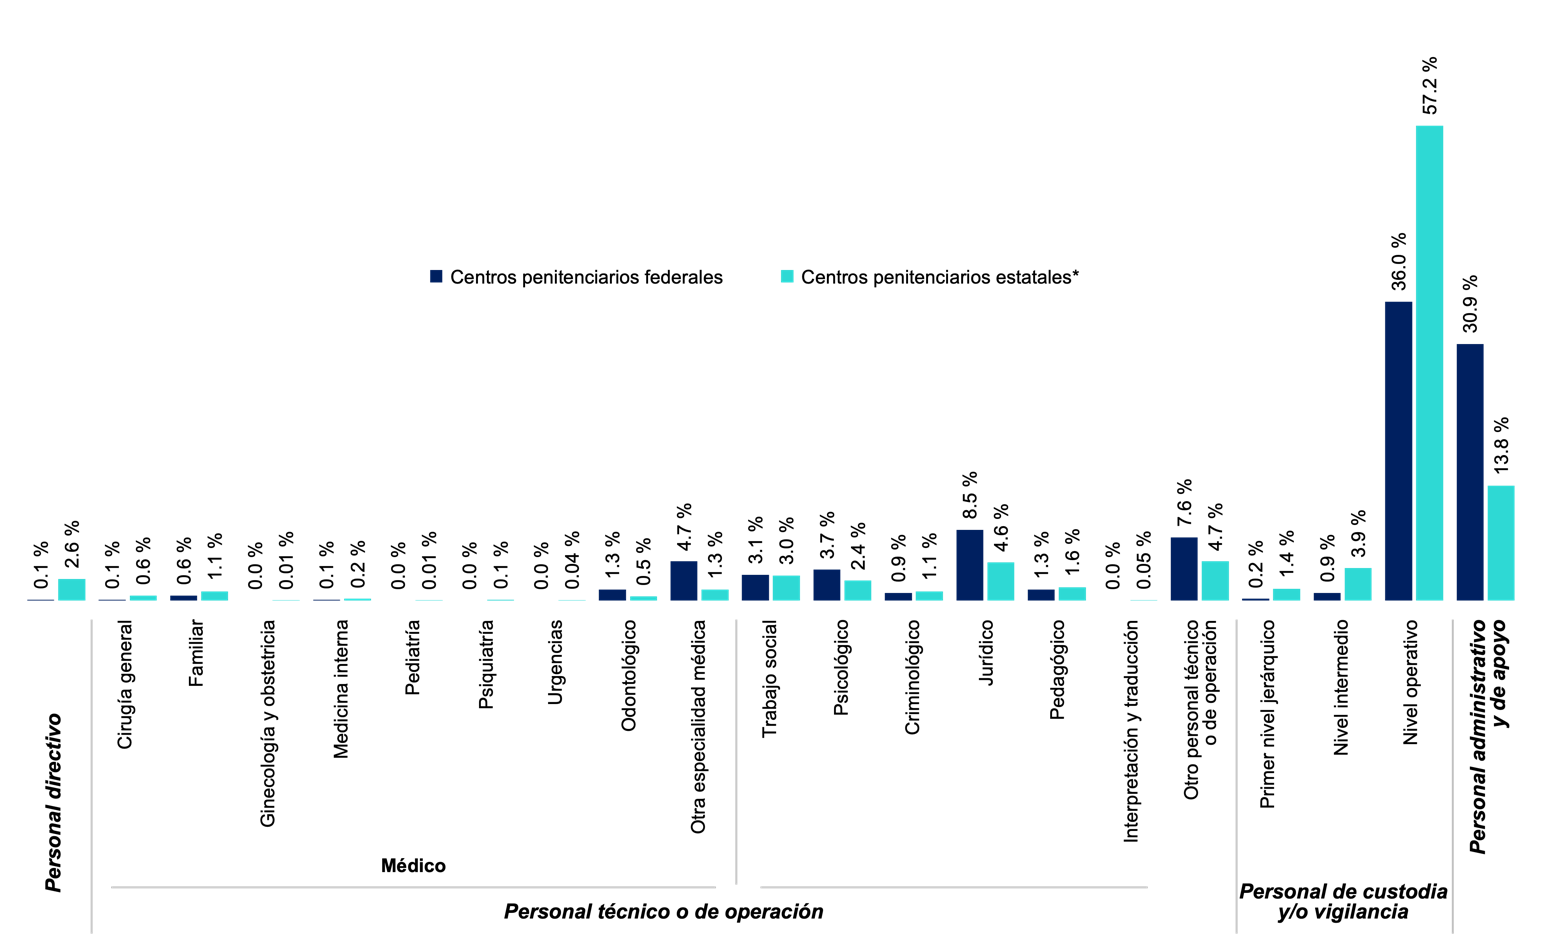 57.2 %
36.0 %
Centros penitenciarios federales
Centros penitenciarios estatales*
30.9 %
13.8 %
0.1 %
2.6 %
0.1 %
0.6 %
0.6 %
1.1 %
0.0 %
0.01 %
0.1 %
0.2 %
0.0 %
0.01 %
0.0 %
0.1 %
0.0 %
0.04 %
1.3 %
0.5 %
4.7 %
1.3 %
3.1 %
3.0 %
3.7 %
2.4 %
0.9 %
1.1 %
8.5 %
4.6 %
1.3 %
1.6 %
0.0 %
0.05 %
7.6 %
4.7 %
0.2 %
1.4 %
0.9 %
3.9 %
Personal directivo
Cirugía general
Familiar
Ginecología y obstetricia
Medicina interna
Pediatría
Psiquiatría
Urgencias
Odontológico
Otra especialidad médica
Trabajo social
Psicológico
Criminológico
Jurídico
Pedagógico
Interpretación y traducción
Otro personal técnico
o de operación
Primer nivel jerárquico
Nivel intermedio
Nivel operativo
Personal administrativo
y de apoyo
Médico
Personal técnico o de operación
Personal de custodia
y/o vigilancia